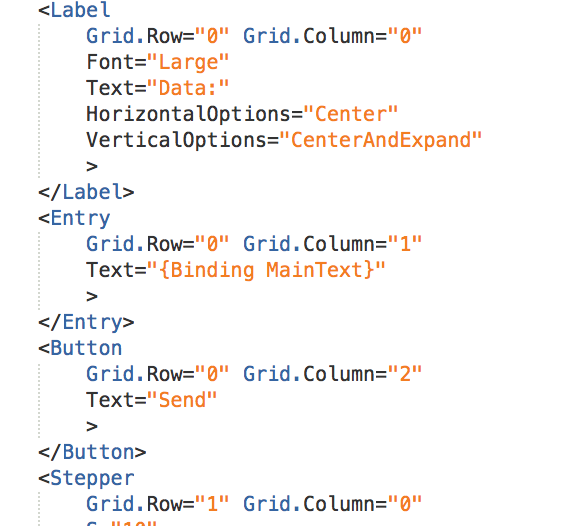 <Label
Grid.Row="0" Grid.Column="0"
Font="Large"
Text="Data:"
HorizontalOptions="Center"
VerticalOptions="CenterAndExpand"
>
</Label>
<Entry
Grid.Row="0" Grid.Column="1"
Text="{Binding MainText}"
>
</Entry>
<Button
Grid.Row="0" Grid.Column="2"
Text="Send"
>
</Button>
<Stepper
Grid.Row="1" Grid.Column="0"